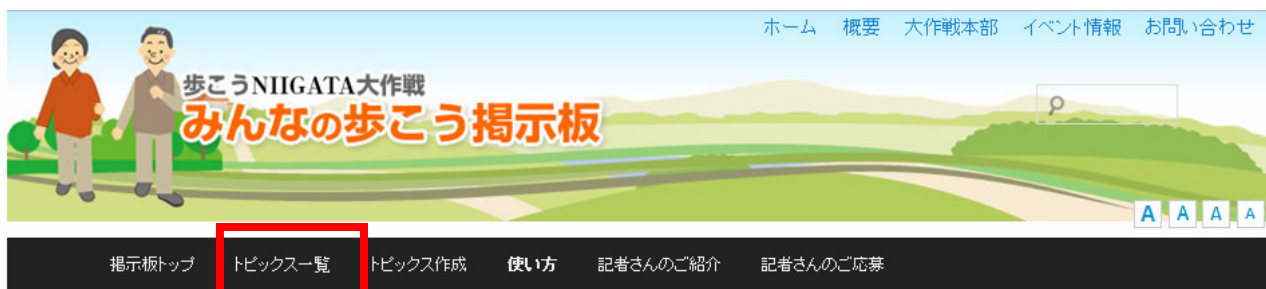 ホーム 概要 大作戦本部 イベント情報 お問い合わせ
歩こうNIIGATA大作戦
みんなの歩こう掲示板
A A A A
掲示板トップ トピックス一覧 トピックス作成 使い方 記者さんのご紹介 記者さんのご応募